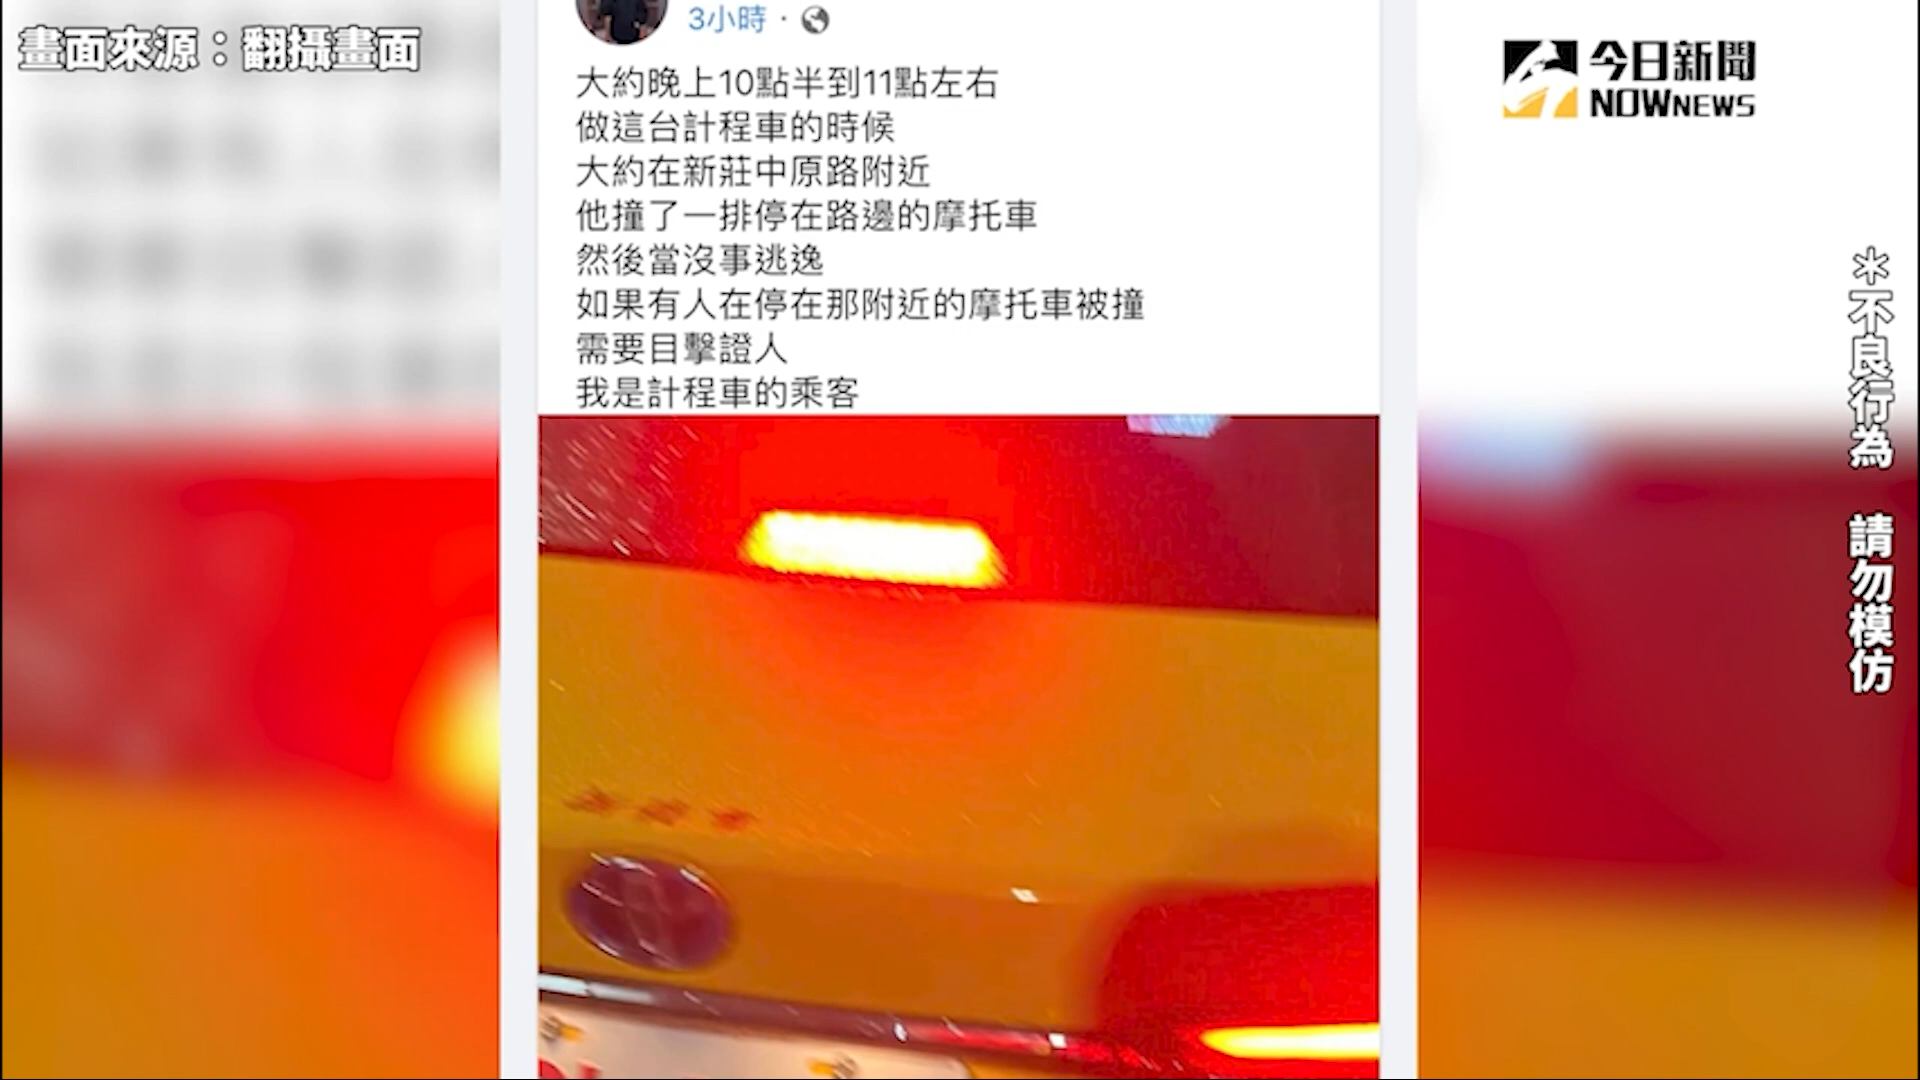 畫面來源：翻攝畫面
3小時 ·
今日新聞
NOWNEWS
大約晚上10點半到11點左右
做這台計程車的時候
大約在新莊中原路附近
他撞了一排停在路邊的摩托車
然後當沒事逃逸
如果有人在停在那附近的摩托車被撞
需要目擊證人
我是計程車的乘客
＊不良行為 請勿模仿